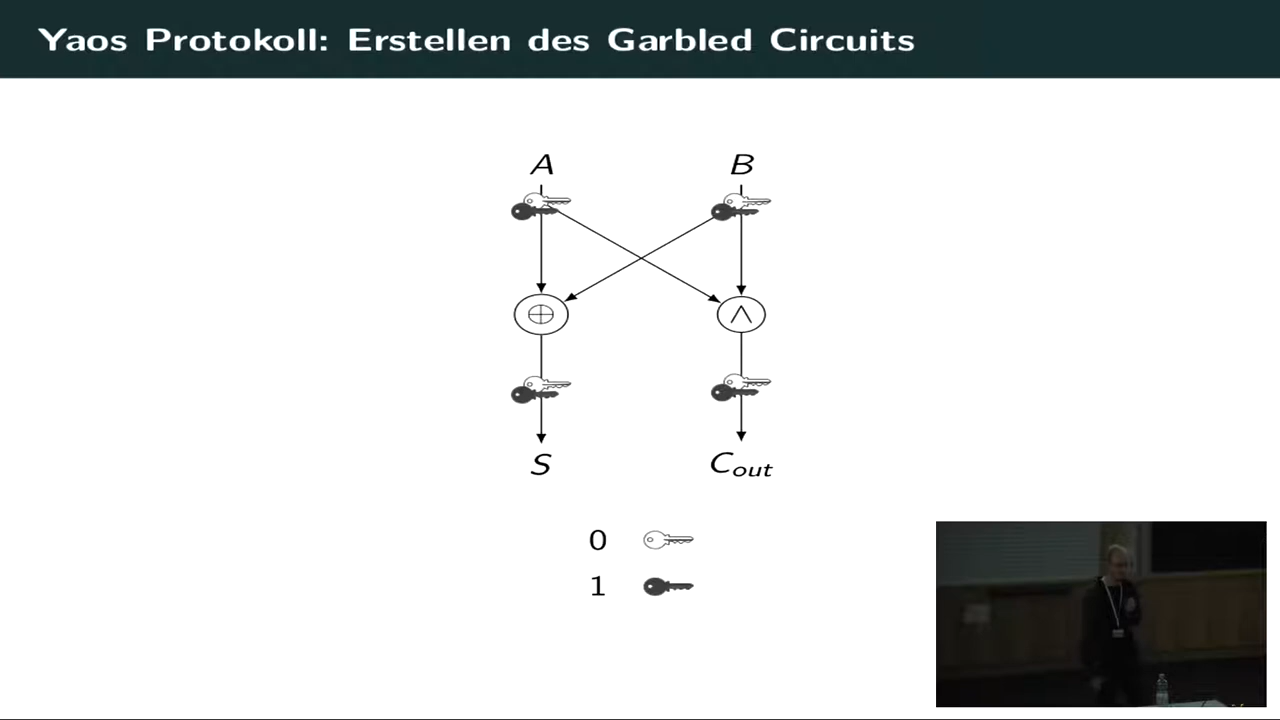 Yaos Protokoll: Erstellen des Garbled Circuits
A B
⊕ ∧
S C_out
0
1